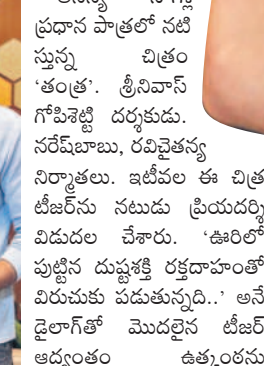 ప్రధాన పాత్రలో నటి
స్తున్న చిత్రం
‘తంత్ర’. శ్రీనివాస్
గోపిశెట్టి దర్శకుడు.
నరేష్‌బాబు, రవిచైతన్య
నిర్మాతలు. ఇటీవల ఈ చిత్ర
టీజర్‌ను నటుడు ప్రియదర్శి
విడుదల చేశారు. ‘ఊరిలో
పుట్టిన దుష్టశక్తి రక్తదాహంతో
విరుచుకు పడుతున్నది..’ అనే
డైలాగ్‌తో మొదలైన టీజర్
ఆద్యంతం ఉత్కంఠను